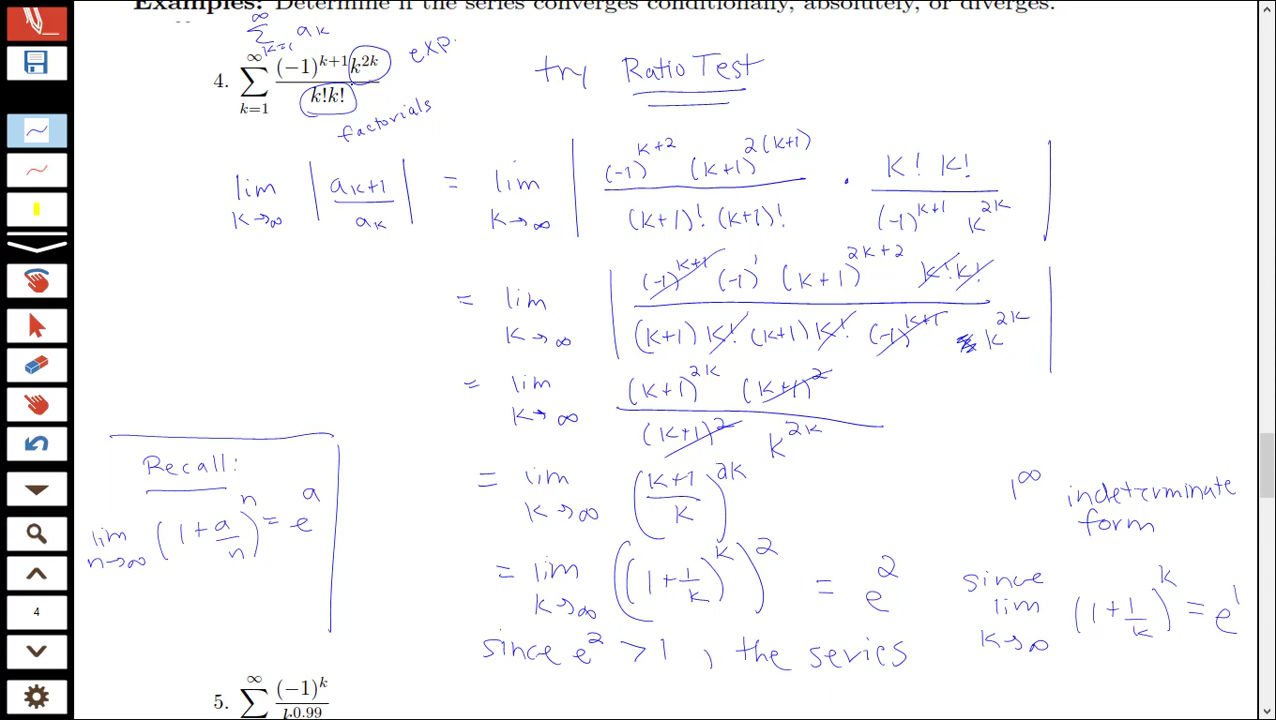 Examples: Determine if the series converges conditionally, absolutely, or diverges.
∞
∑ aₖ
k=1
4. ∑_{k=1}^{∞} (-1)^{k+1} k^{2k} / k!k!
exp.
factorials
try Ratio Test
lim_{k→∞} |a_{k+1} / a_k| = lim_{k→∞} | (-1)^{k+2} (k+1)^{2(k+1)} / (k+1)! (k+1)! · k! k! / (-1)^{k+1} k^{2k} |
= lim_{k→∞} | (-1)^{k+1} (-1)^1 (k+1)^{2k+2} k! k! / (k+1) k! (k+1) k! (-1)^{k+1} k^{2k} |
= lim_{k→∞} (k+1)^{2k} (k+1)^2 / (k+1)^2 k^{2k}
Recall:
lim_{n→∞} (1 + a/n)^n = e^a
= lim_{k→∞} ((k+1)/k)^{2k}
1^∞ indeterminate
form
= lim_{k→∞} ((1 + 1/k)^k)^2 = e^2
since
lim_{k→∞} (1 + 1/k)^k = e^1
since e^2 > 1, the series
5. ∑^{∞} (-1)^k / k^{0.99}
4